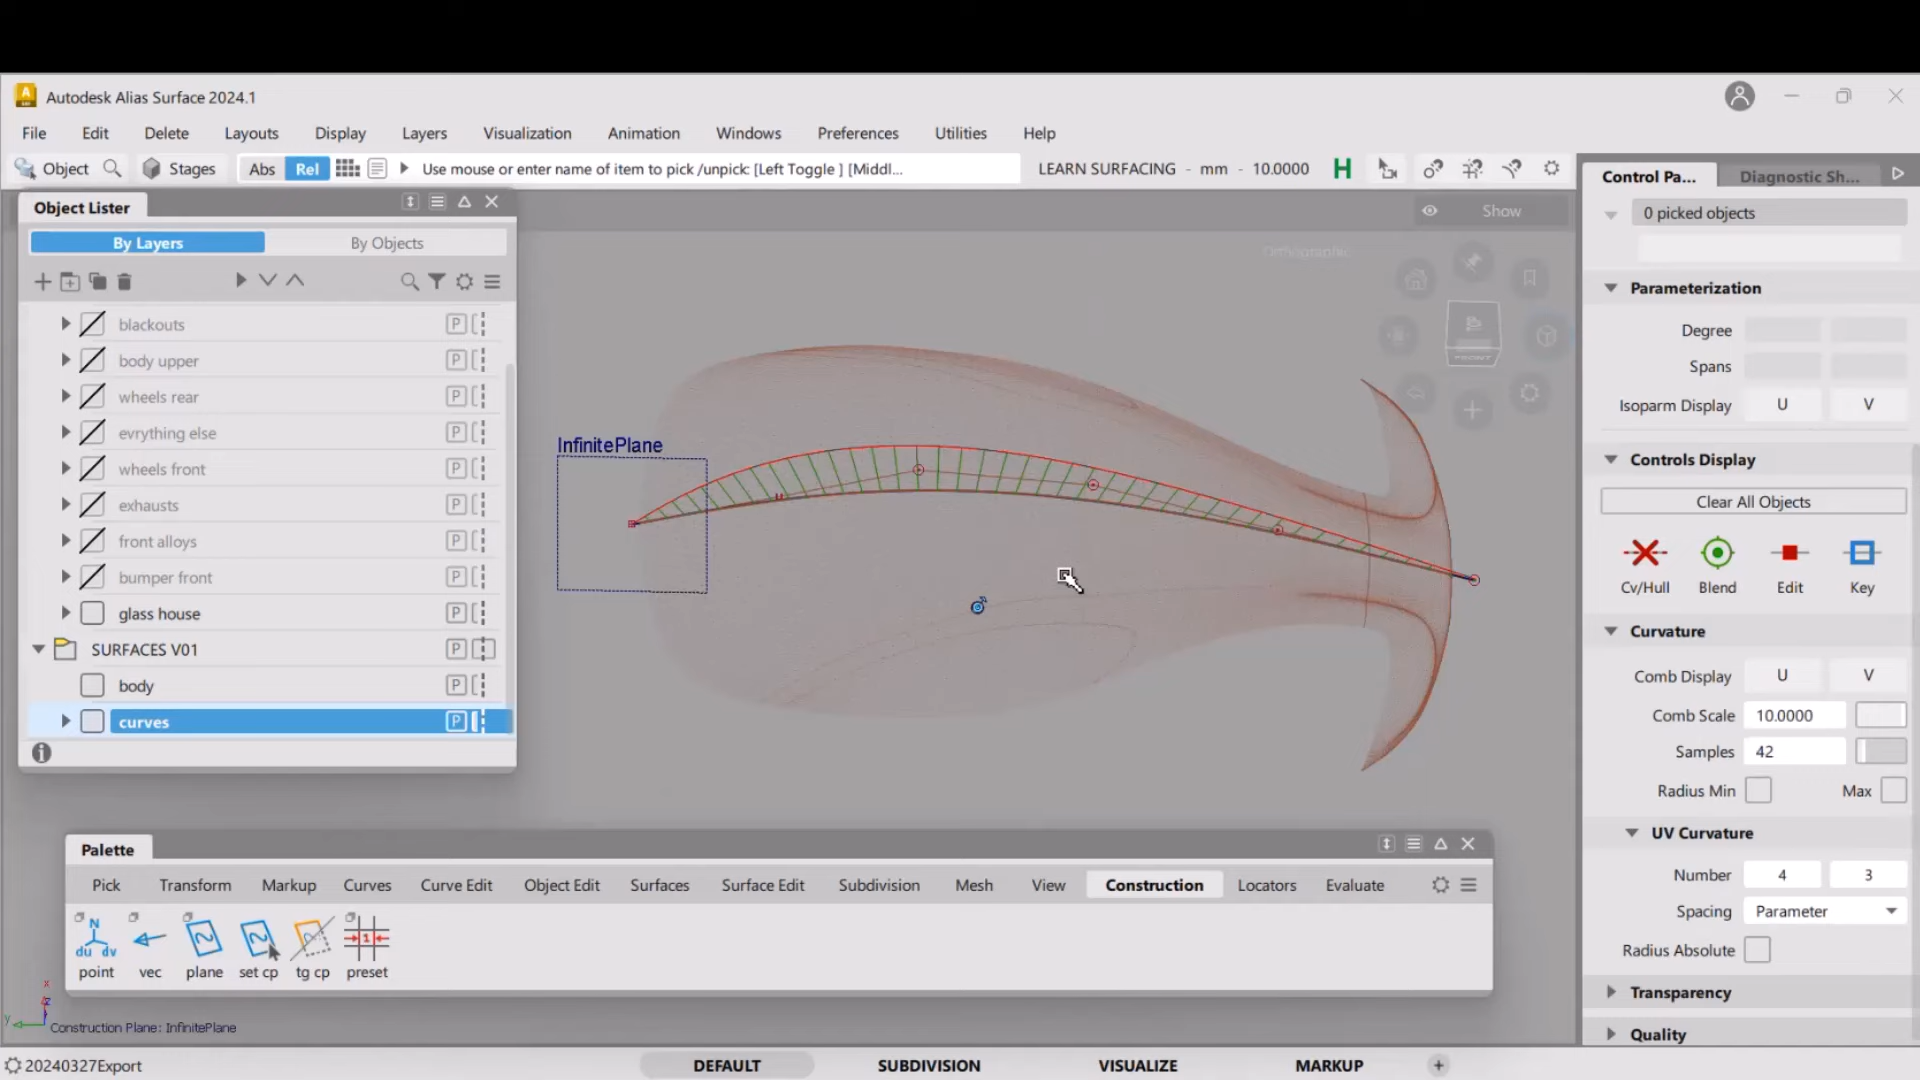 Autodesk Alias Surface 2024.1
File Edit Delete Layouts Display Layers Visualization Animation Windows Preferences Utilities Help
Object Stages Abs Rel Use mouse or enter name of item to pick /unpick: [Left Toggle ] [Middl... LEARN SURFACING - mm - 10.0000
Control Pa... Diagnostic Sh...
Object Lister
By Layers By Objects
blackouts P
body upper P
wheels rear P
evrything else P
wheels front P
exhausts P
front alloys P
bumper front P
glass house P
SURFACES V01 P
body P
curves P
Show
Orthographic
FRONT
InfinitePlane
0 picked objects
Parameterization
Degree
Spans
Isoparm Display U V
Controls Display
Clear All Objects
Cv/Hull Blend Edit Key
Curvature
Comb Display U V
Comb Scale 10.0000
Samples 42
Radius Min Max
UV Curvature
Number 4 3
Spacing Parameter
Radius Absolute
Transparency
Quality
Palette
Pick Transform Markup Curves Curve Edit Object Edit Surfaces Surface Edit Subdivision Mesh View Construction Locators Evaluate
N
du dv
1
point vec plane set cp tg cp preset
x
z
y
Construction Plane: InfinitePlane
20240327Export
DEFAULT SUBDIVISION VISUALIZE MARKUP